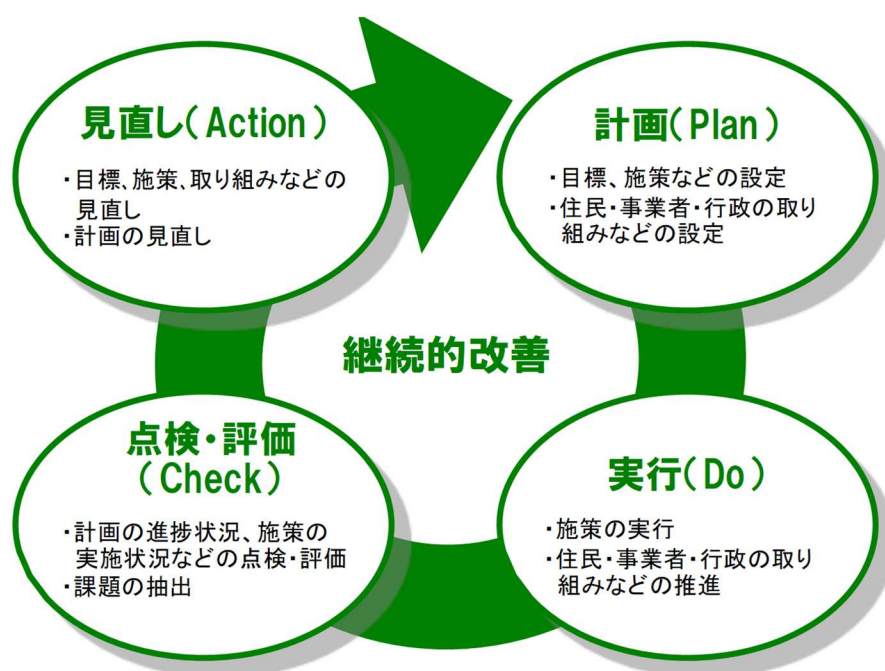 見直し(Action)
・目標、施策、取り組みなどの
見直し
・計画の見直し
計画(Plan)
・目標、施策などの設定
・住民・事業者・行政の取り
組みなどの設定
継続的改善
点検・評価
(Check)
・計画の進捗状況、施策の
実施状況などの点検・評価
・課題の抽出
実行(Do)
・施策の実行
・住民・事業者・行政の取り
組みなどの推進